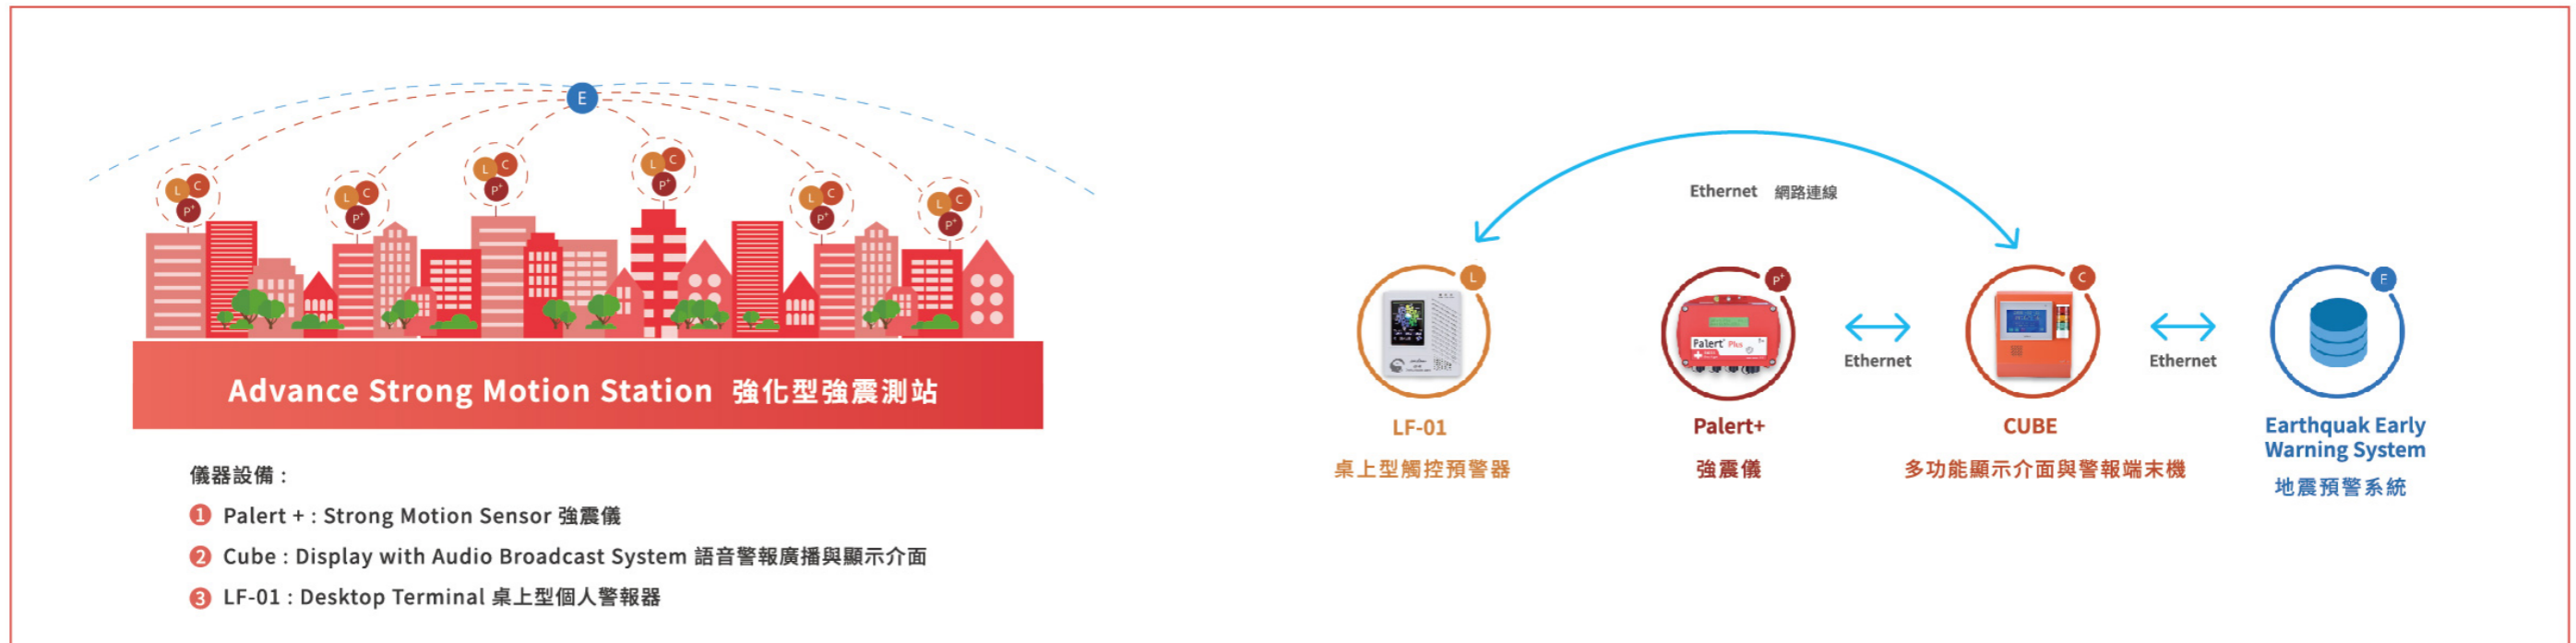 E
L C P+
L C P+
L C P+
L C P+
L C P+
L C P+
Advance Strong Motion Station 強化型強震測站
儀器設備 :
1 Palert + : Strong Motion Sensor 強震儀
2 Cube : Display with Audio Broadcast System 語音警報廣播與顯示介面
3 LF-01 : Desktop Terminal 桌上型個人警報器
Ethernet 網路連線
L
P+
C
E
Palert Plus
Ethernet
Ethernet
LF-01
桌上型觸控預警器
Palert+
強震儀
CUBE
多功能顯示介面與警報端末機
Earthquak Early
Warning System
地震預警系統